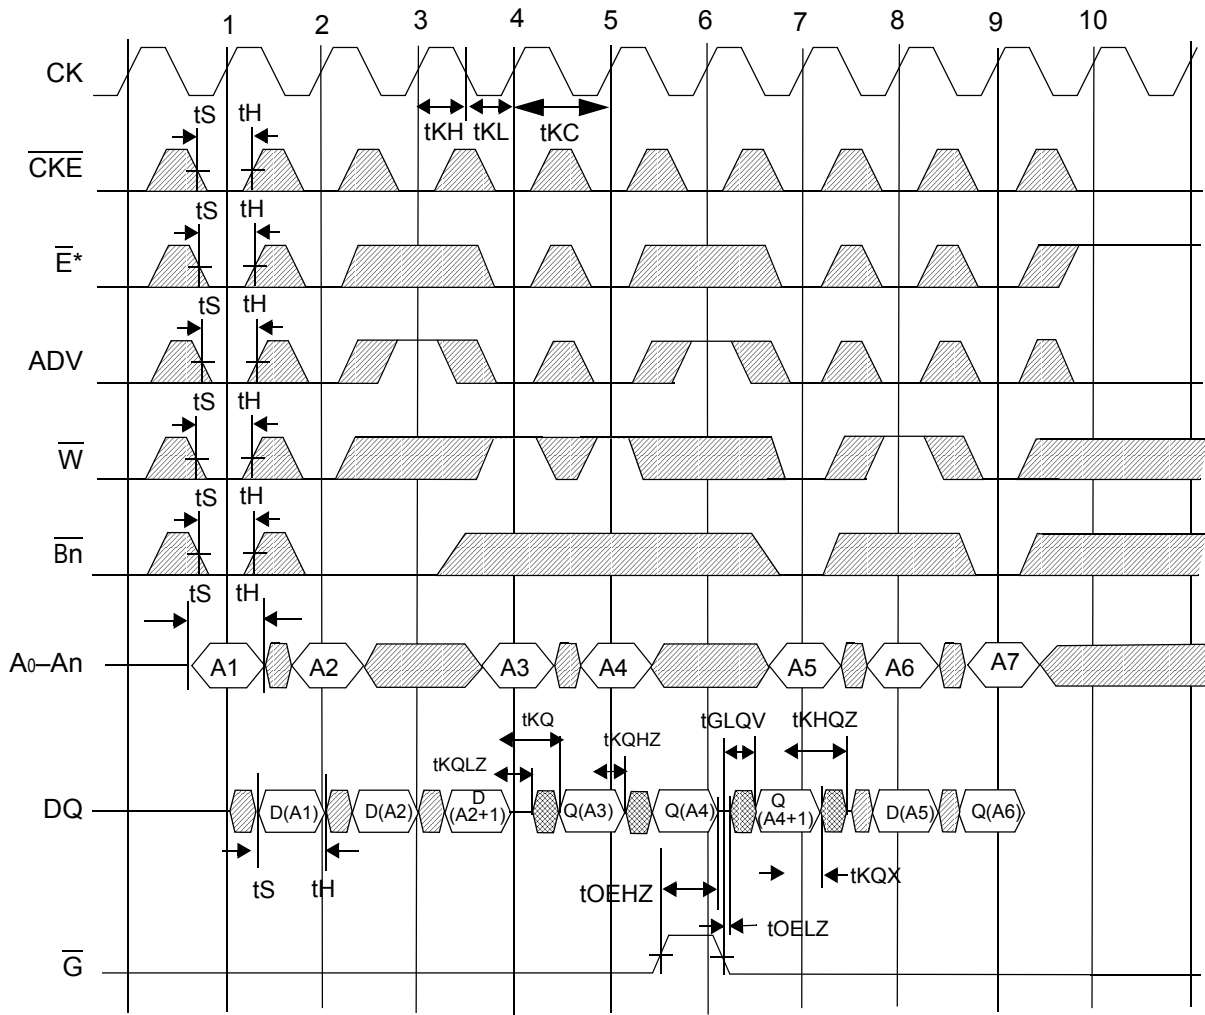 1 2 3 4 5 6 7 8 9 10
CK
tS tH
tKH tKL tKC
CKE
tS tH
E*
tS tH
ADV
tS tH
W
tS tH
Bn
tS tH
A0–An A1 A2 A3 A4 A5 A6 A7
tKQ tGLQV tKHQZ
tKQHZ
tKQLZ
DQ D(A1) D(A2) D (A2+1) Q(A3) Q(A4) Q (A4+1) D(A5) Q(A6)
tS tH tOEHZ tKQX
tOELZ
G